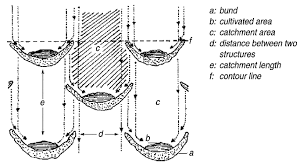 c
f
e
c
d
b
a
a: bund
b: cultivated area
c: catchment area
d: distance between two
structures
e: catchment length
f: contour line